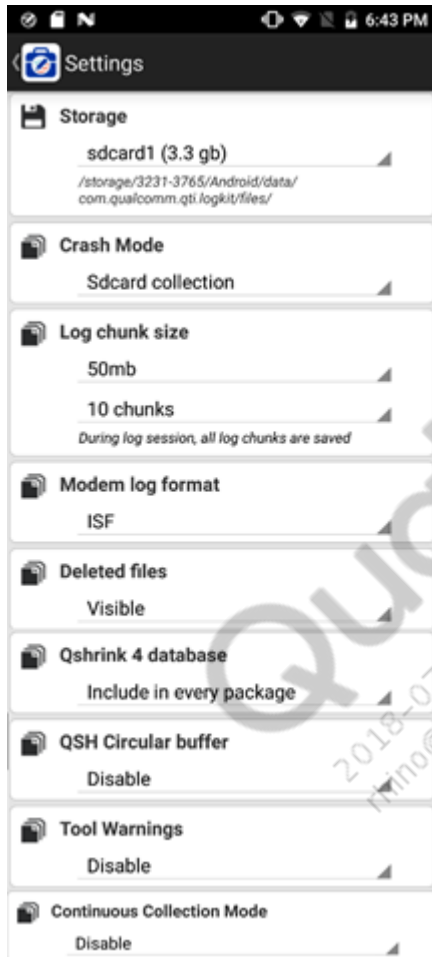 6:43 PM
Settings
Storage
sdcard1 (3.3 gb)
/storage/3231-3765/Android/data/
com.qualcomm.qti.logkit/files/
Crash Mode
Sdcard collection
Log chunk size
50mb
10 chunks
During log session, all log chunks are saved
Modem log format
ISF
Deleted files
Visible
Qshrink 4 database
Include in every package
QSH Circular buffer
Disable
Tool Warnings
Disable
Continuous Collection Mode
Disable